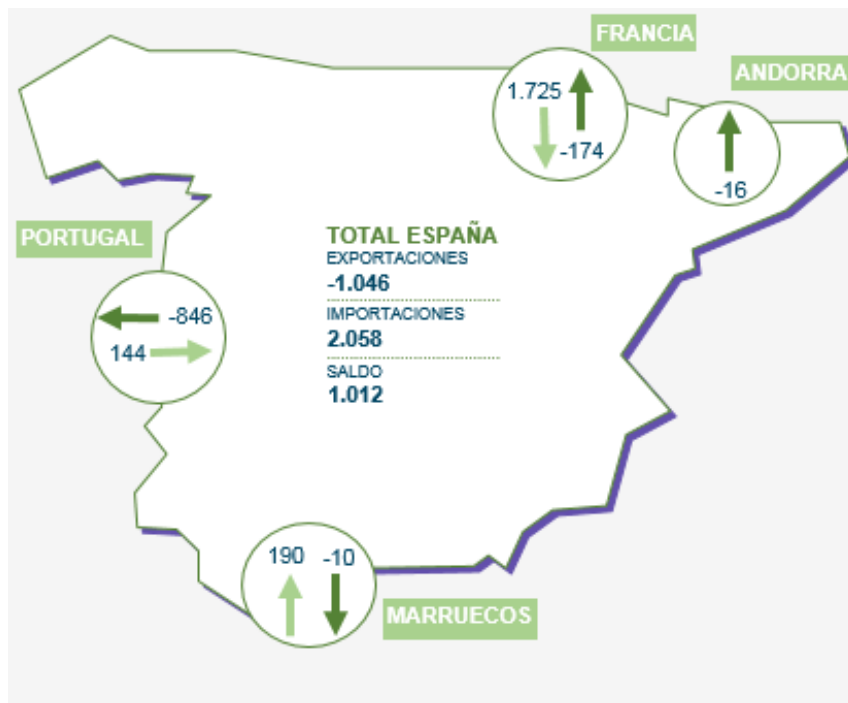 FRANCIA
ANDORRA
1.725
-174
-16
PORTUGAL
TOTAL ESPAÑA
EXPORTACIONES
-1.046
IMPORTACIONES
2.058
SALDO
1.012
-846
144
190 -10
MARRUECOS